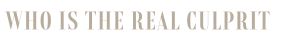 WHO IS THE REAL CULPRIT